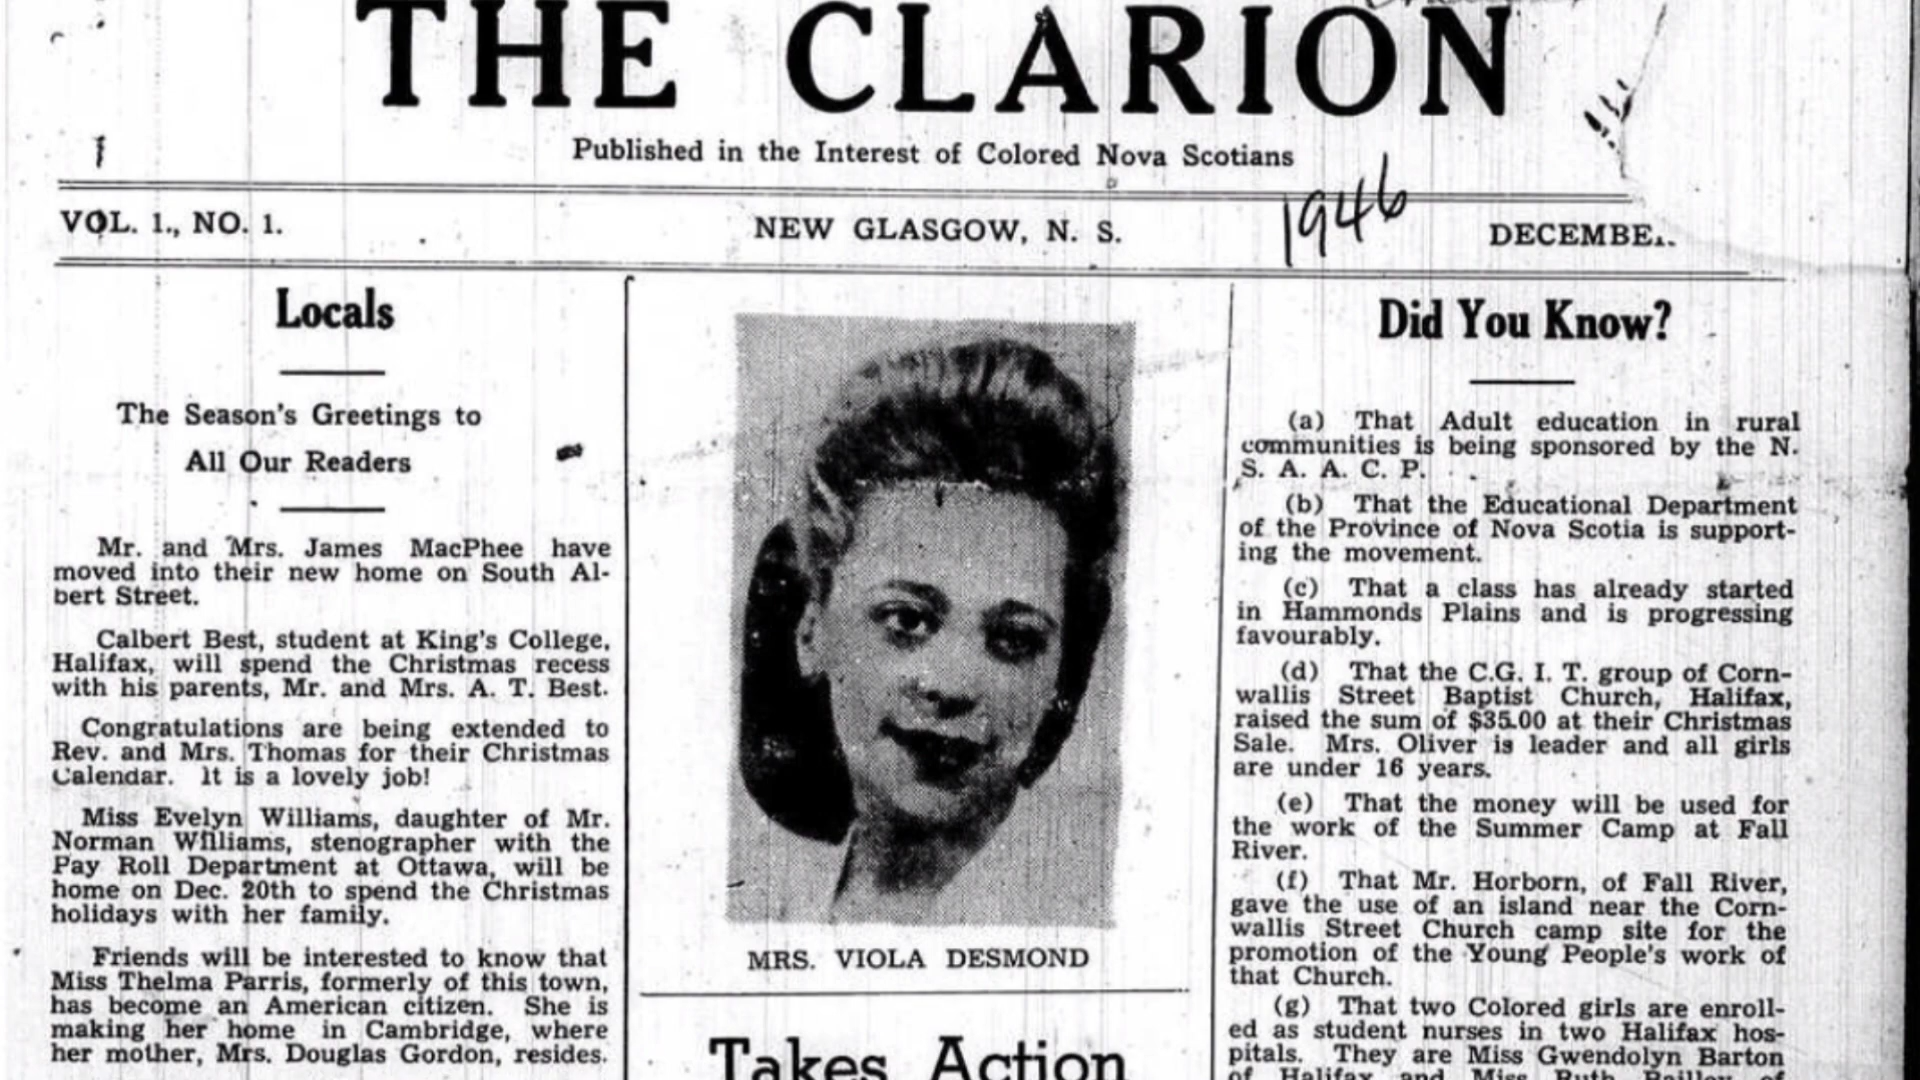 THE CLARION
Published in the Interest of Colored Nova Scotians
VOL. 1., NO. 1.
NEW GLASGOW, N. S.
1946
DECEMBE
Locals
The Season's Greetings to
All Our Readers
Mr. and Mrs. James MacPhee have
moved into their new home on South Al-
bert Street.
Calbert Best, student at King's College,
Halifax, will spend the Christmas recess
with his parents, Mr. and Mrs. A. T. Best.
Congratulations are being extended to
Rev. and Mrs. Thomas for their Christmas
Calendar. It is a lovely job!
Miss Evelyn Williams, daughter of Mr.
Norman Williams, stenographer with the
Pay Roll Department at Ottawa, will be
home on Dec. 20th to spend the Christmas
holidays with her family.
Friends will be interested to know that
Miss Thelma Parris, formerly of this town,
has become an American citizen. She is
making her home in Cambridge, where
her mother, Mrs. Douglas Gordon, resides.
MRS. VIOLA DESMOND
Takes Action
Did You Know?
(a) That Adult education in rural
communities is being sponsored by the N.
S. A. A. C. P.
(b) That the Educational Department
of the Province of Nova Scotia is support-
ing the movement.
(c) That a class has already started
in Hammonds Plains and is progressing
favourably.
(d) That the C.G. I. T. group of Corn-
wallis Street Baptist Church, Halifax,
raised the sum of $35.00 at their Christmas
Sale. Mrs. Oliver is leader and all girls
are under 16 years.
(e) That the money will be used for
the work of the Summer Camp at Fall
River.
(f) That Mr. Horborn, of Fall River,
gave the use of an island near the Corn-
wallis Street Church camp site for the
promotion of the Young People's work of
that Church.
(g) That two Colored girls are enroll-
ed as student nurses in two Halifax hos-
pitals. They are Miss Gwendolyn Barton
of Halifax and Miss Ruth